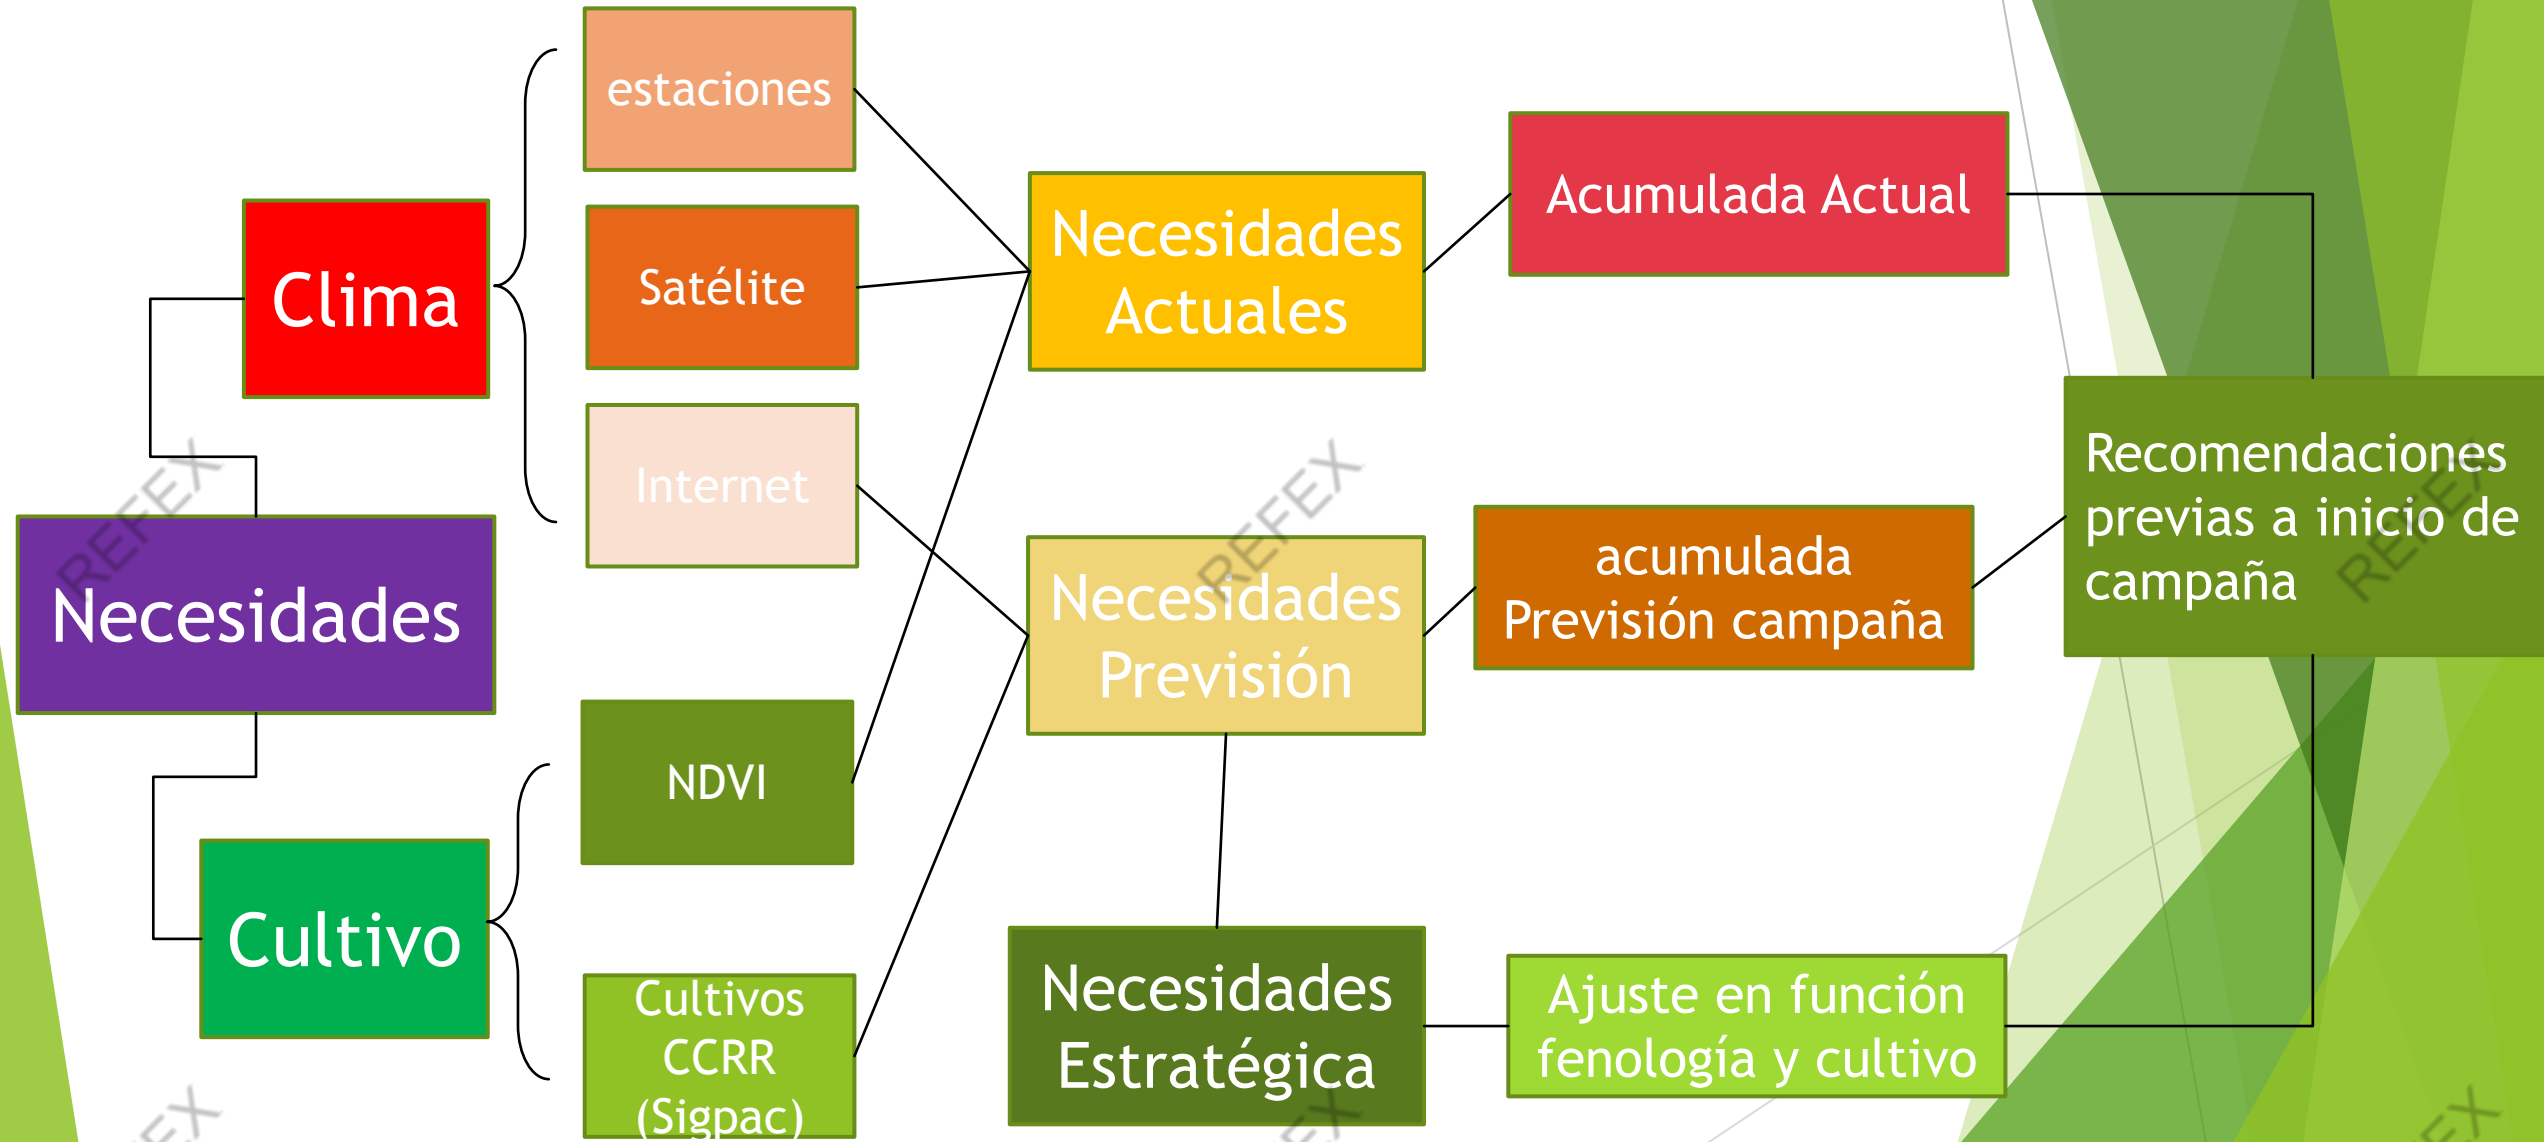 estaciones
Clima
Satélite
Internet
Necesidades
Actuales
Acumulada Actual
Necesidades
NDVI
Cultivo
Cultivos
CCRR
(Sigpac)
Necesidades
Previsión
acumulada
Previsión campaña
Recomendaciones
previas a inicio de
campaña
Necesidades
Estratégica
Ajuste en función
fenología y cultivo
REFEX
REFEX
REFEX